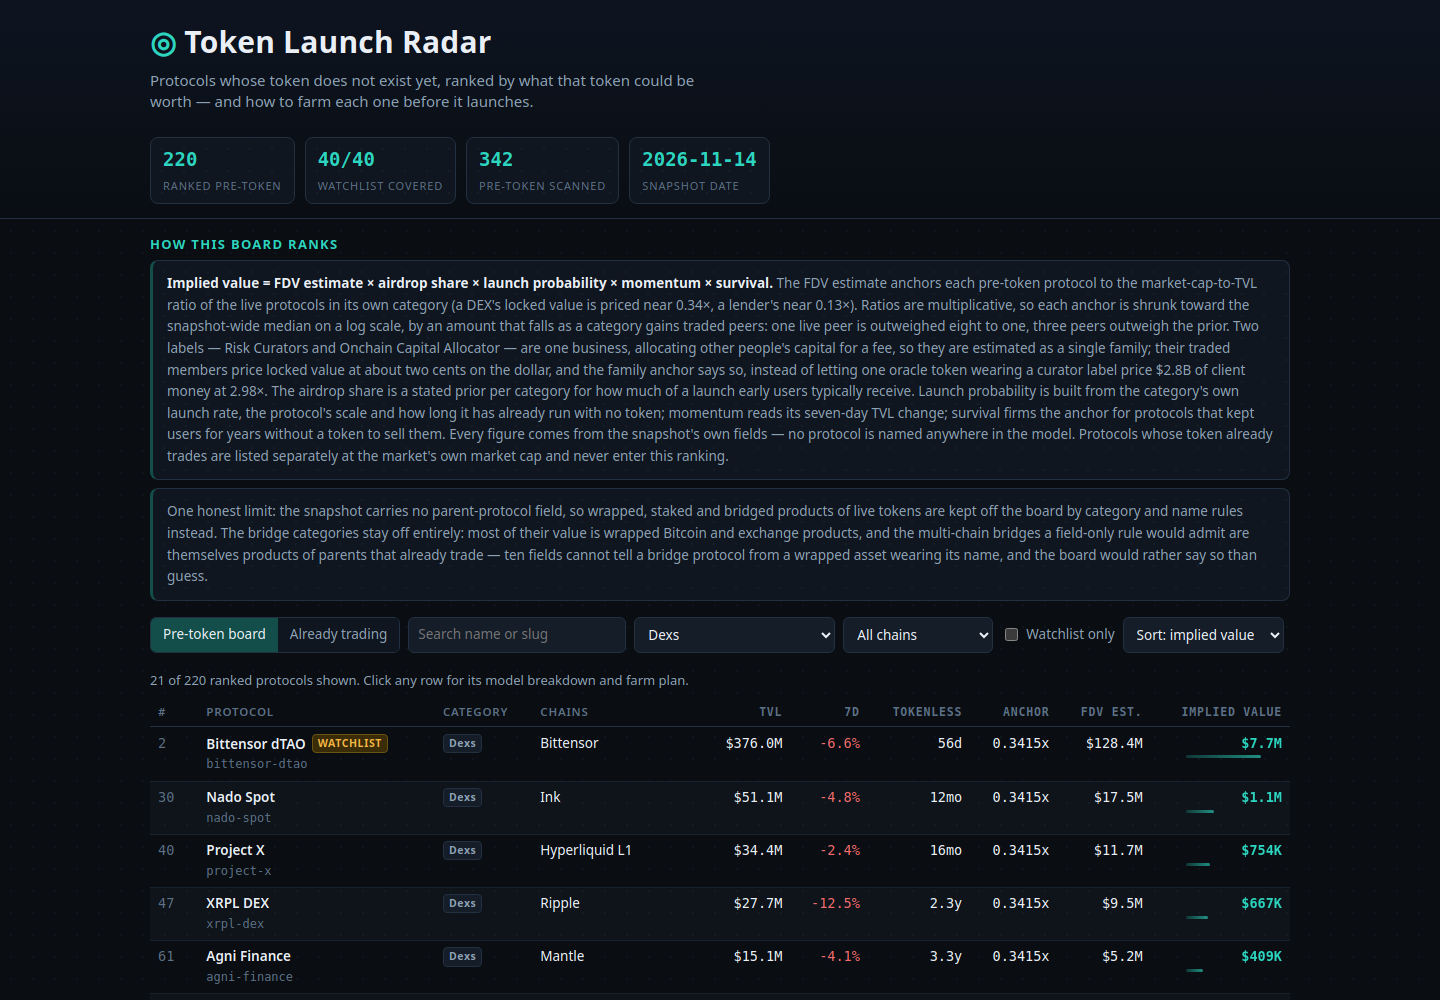 ◎ Token Launch Radar
Protocols whose token does not exist yet, ranked by what that token could be
worth — and how to farm each one before it launches.
220
RANKED PRE-TOKEN
40/40
WATCHLIST COVERED
342
PRE-TOKEN SCANNED
2026-11-14
SNAPSHOT DATE
HOW THIS BOARD RANKS
Implied value = FDV estimate × airdrop share × launch probability × momentum × survival. The FDV estimate anchors each pre-token protocol to the market-cap-to-TVL
ratio of the live protocols in its own category (a DEX's locked value is priced near 0.34×, a lender's near 0.13×). Ratios are multiplicative, so each anchor is shrunk toward the
snapshot-wide median on a log scale, by an amount that falls as a category gains traded peers: one live peer is outweighed eight to one, three peers outweigh the prior. Two
labels — Risk Curators and Onchain Capital Allocator — are one business, allocating other people's capital for a fee, so they are estimated as a single family; their traded
members price locked value at about two cents on the dollar, and the family anchor says so, instead of letting one oracle token wearing a curator label price $2.8B of client
money at 2.98×. The airdrop share is a stated prior per category for how much of a launch early users typically receive. Launch probability is built from the category's own
launch rate, the protocol's scale and how long it has already run with no token; momentum reads its seven-day TVL change; survival firms the anchor for protocols that kept
users for years without a token to sell them. Every figure comes from the snapshot's own fields — no protocol is named anywhere in the model. Protocols whose token already
trades are listed separately at the market's own market cap and never enter this ranking.
One honest limit: the snapshot carries no parent-protocol field, so wrapped, staked and bridged products of live tokens are kept off the board by category and name rules
instead. The bridge categories stay off entirely: most of their value is wrapped Bitcoin and exchange products, and the multi-chain bridges a field-only rule would admit are
themselves products of parents that already trade — ten fields cannot tell a bridge protocol from a wrapped asset wearing its name, and the board would rather say so than
guess.
Pre-token board Already trading Search name or slug Dexs All chains Watchlist only Sort: implied value
21 of 220 ranked protocols shown. Click any row for its model breakdown and farm plan.
# PROTOCOL CATEGORY CHAINS TVL 7D TOKENLESS ANCHOR FDV EST. IMPLIED VALUE
2 Bittensor dTAO WATCHLIST Dexs Bittensor $376.0M -6.6% 56d 0.3415x $128.4M $7.7M
bittensor-dtao
30 Nado Spot Dexs Ink $51.1M -4.8% 12mo 0.3415x $17.5M $1.1M
nado-spot
40 Project X Dexs Hyperliquid L1 $34.4M -2.4% 16mo 0.3415x $11.7M $754K
project-x
47 XRPL DEX Dexs Ripple $27.7M -12.5% 2.3y 0.3415x $9.5M $667K
xrpl-dex
61 Agni Finance Dexs Mantle $15.1M -4.1% 3.3y 0.3415x $5.2M $409K
agni-finance